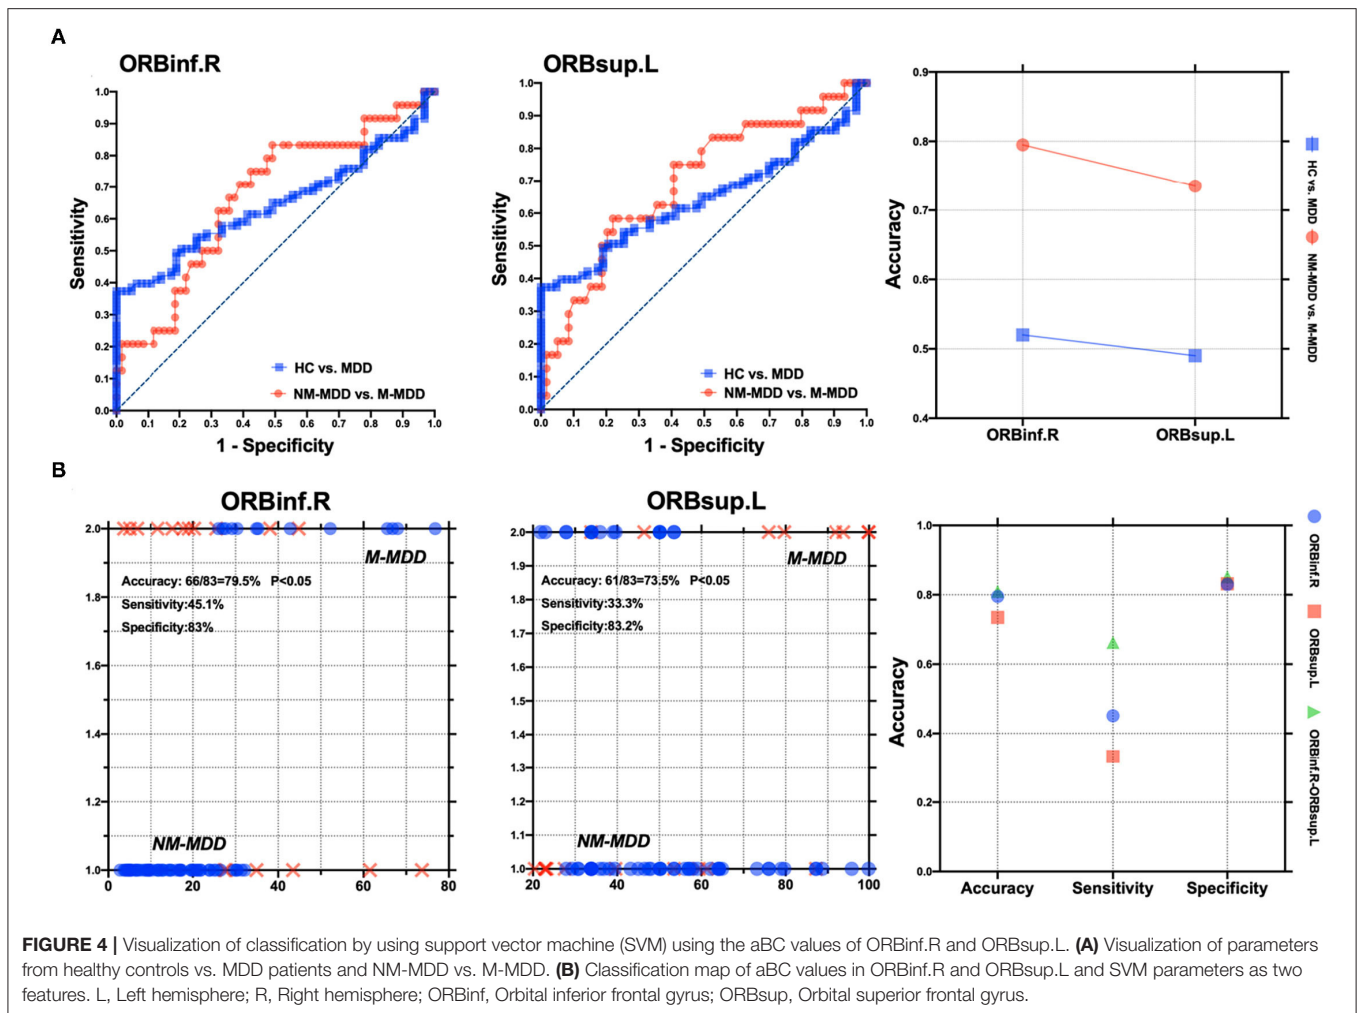 A
ORBinf.R
Sensitivity
1.0
0.9
0.8
0.7
0.6
0.5
0.4
0.3
0.2
0.1
0.0
0.0 0.1 0.2 0.3 0.4 0.5 0.6 0.7 0.8 0.9 1.0
1 - Specificity
HC vs. MDD
NM-MDD vs. M-MDD
ORBsup.L
Sensitivity
1.0
0.9
0.8
0.7
0.6
0.5
0.4
0.3
0.2
0.1
0.0
0.0 0.1 0.2 0.3 0.4 0.5 0.6 0.7 0.8 0.9 1.0
1 - Specificity
HC vs. MDD
NM-MDD vs. M-MDD
Accuracy
0.9
0.8
0.7
0.6
0.5
0.4
ORBinf.R ORBsup.L
HC vs. MDD
NM-MDD vs. M-MDD
B
ORBinf.R
2.0
1.8
1.6
1.4
1.2
1.0
0 20 40 60 80
M-MDD
Accuracy: 66/83=79.5% P<0.05
Sensitivity:45.1%
Specificity:83%
NM-MDD
ORBsup.L
2.0
1.9
1.8
1.7
1.6
1.5
1.4
1.3
1.2
1.1
1.0
20 40 60 80 100
M-MDD
Accuracy: 61/83=73.5% P<0.05
Sensitivity:33.3%
Specificity:83.2%
NM-MDD
Accuracy
1.0
0.8
0.6
0.4
0.2
0.0
Accuracy Sensitivity Specificity
ORBinf.R
ORBsup.L
ORBinf.R-ORBsup.L
FIGURE 4 | Visualization of classification by using support vector machine (SVM) using the aBC values of ORBinf.R and ORBsup.L. (A) Visualization of parameters
from healthy controls vs. MDD patients and NM-MDD vs. M-MDD. (B) Classification map of aBC values in ORBinf.R and ORBsup.L and SVM parameters as two
features. L, Left hemisphere; R, Right hemisphere; ORBinf, Orbital inferior frontal gyrus; ORBsup, Orbital superior frontal gyrus.